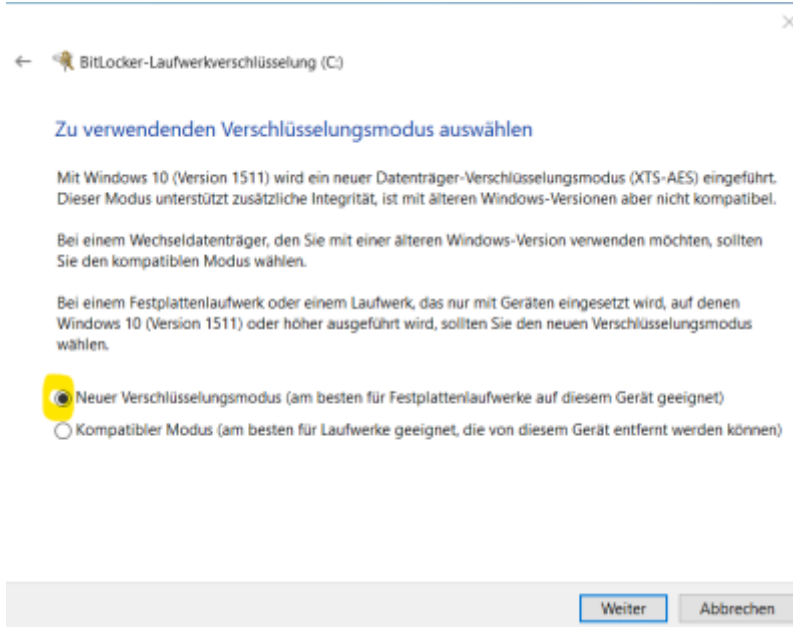 BitLocker-Laufwerkverschlüsselung (C:)
Zu verwendenden Verschlüsselungsmodus auswählen
Mit Windows 10 (Version 1511) wird ein neuer Datenträger-Verschlüsselungsmodus (XTS-AES) eingeführt.
Dieser Modus unterstützt zusätzliche Integrität, ist mit älteren Windows-Versionen aber nicht kompatibel.
Bei einem Wechseldatenträger, den Sie mit einer älteren Windows-Version verwenden möchten, sollten
Sie den kompatiblen Modus wählen.
Bei einem Festplattenlaufwerk oder einem Laufwerk, das nur mit Geräten eingesetzt wird, auf denen
Windows 10 (Version 1511) oder höher ausgeführt wird, sollten Sie den neuen Verschlüsselungsmodus
wählen.
Neuer Verschlüsselungsmodus (am besten für Festplattenlaufwerke auf diesem Gerät geeignet)
Kompatibler Modus (am besten für Laufwerke geeignet, die von diesem Gerät entfernt werden können)
Weiter
Abbrechen